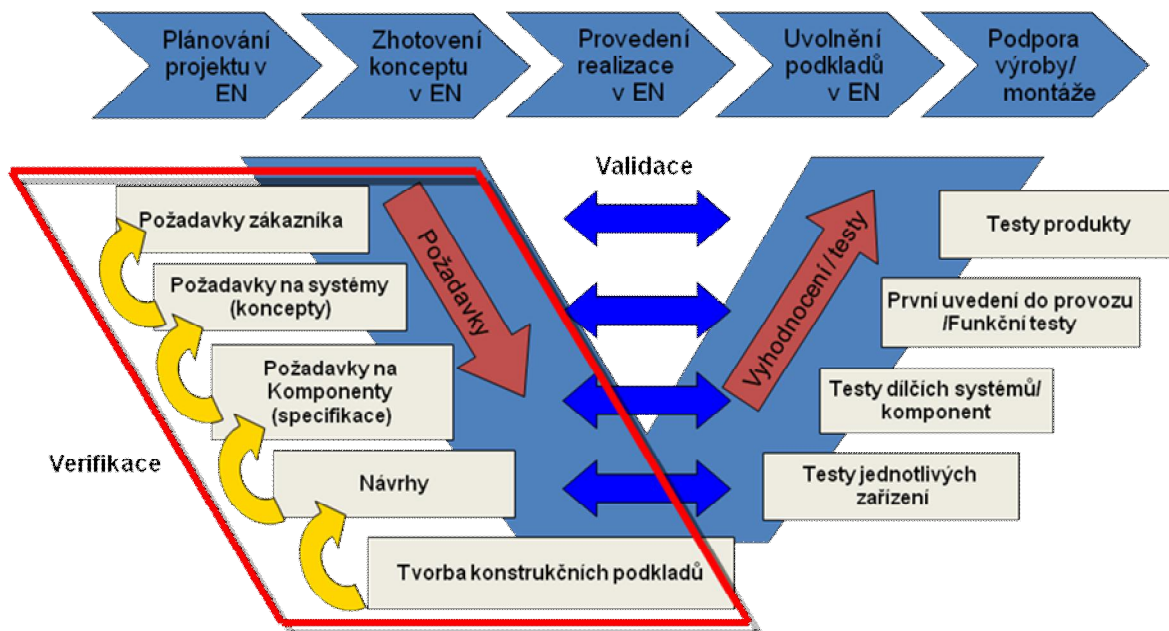 Plánování
projektu v
EN
Zhotovení
konceptu
v EN
Provedení
realizace
v EN
Uvolnění
podkladů
v EN
Podpora
výroby/
montáže
Validace
Požadavky zákazníka
Požadavky na systémy
(koncepty)
Požadavky na
Komponenty
(specifikace)
Návrhy
Tvorba konstrukčních podkladů
Verifikace
Požadavky
Vyhodnocení / testy
Testy produkty
První uvedení do provozu
/Funkční testy
Testy dílčích systémů/
komponent
Testy jednotlivých
zařízení